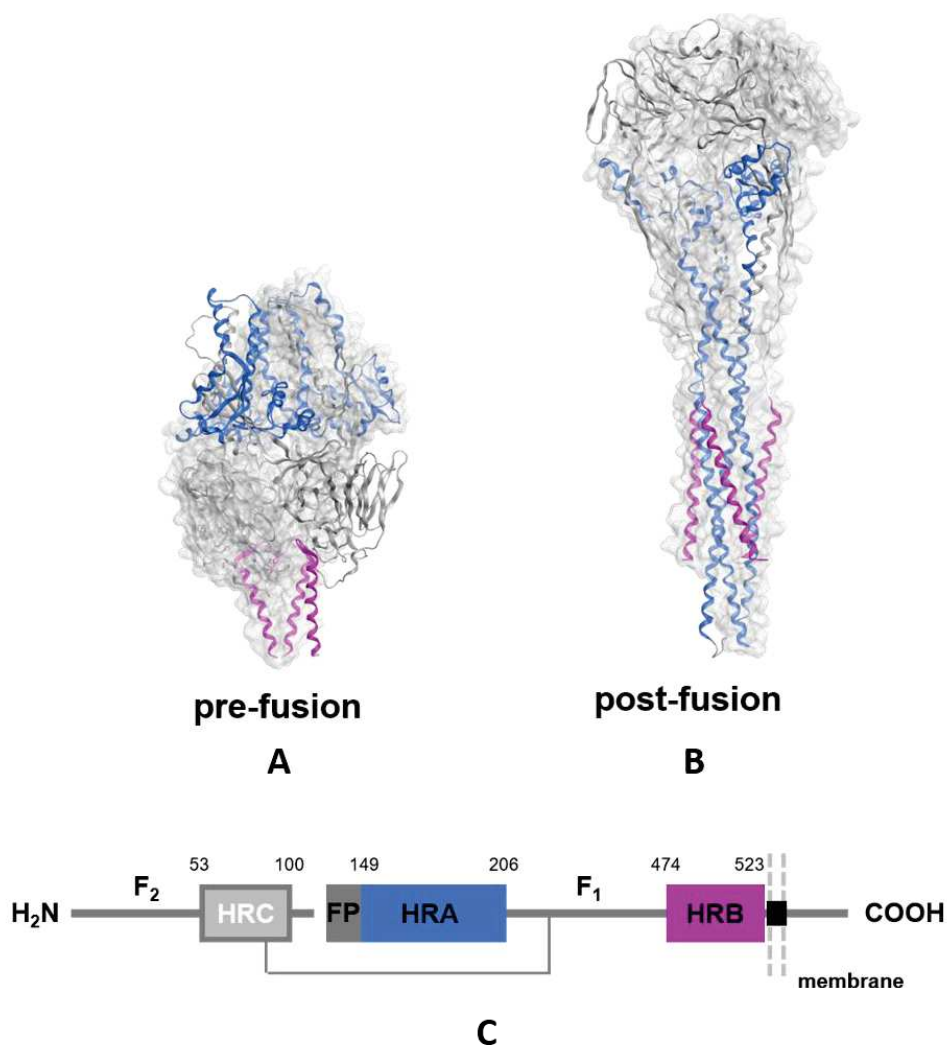 pre-fusion
post-fusion
A
B
53 100 149 206 474 523
F2 F1
H2N HRC FP HRA HRB COOH
membrane
C